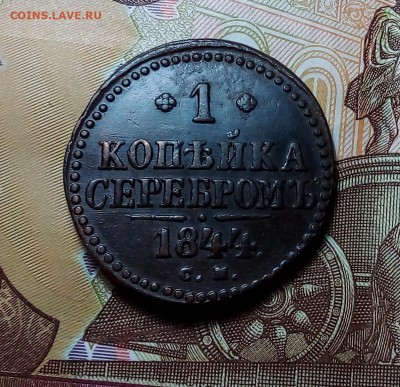 COINS.LAVE.RU
1
КОПѢЙКА
СЕРЕБРОМЪ
1844
С. М.